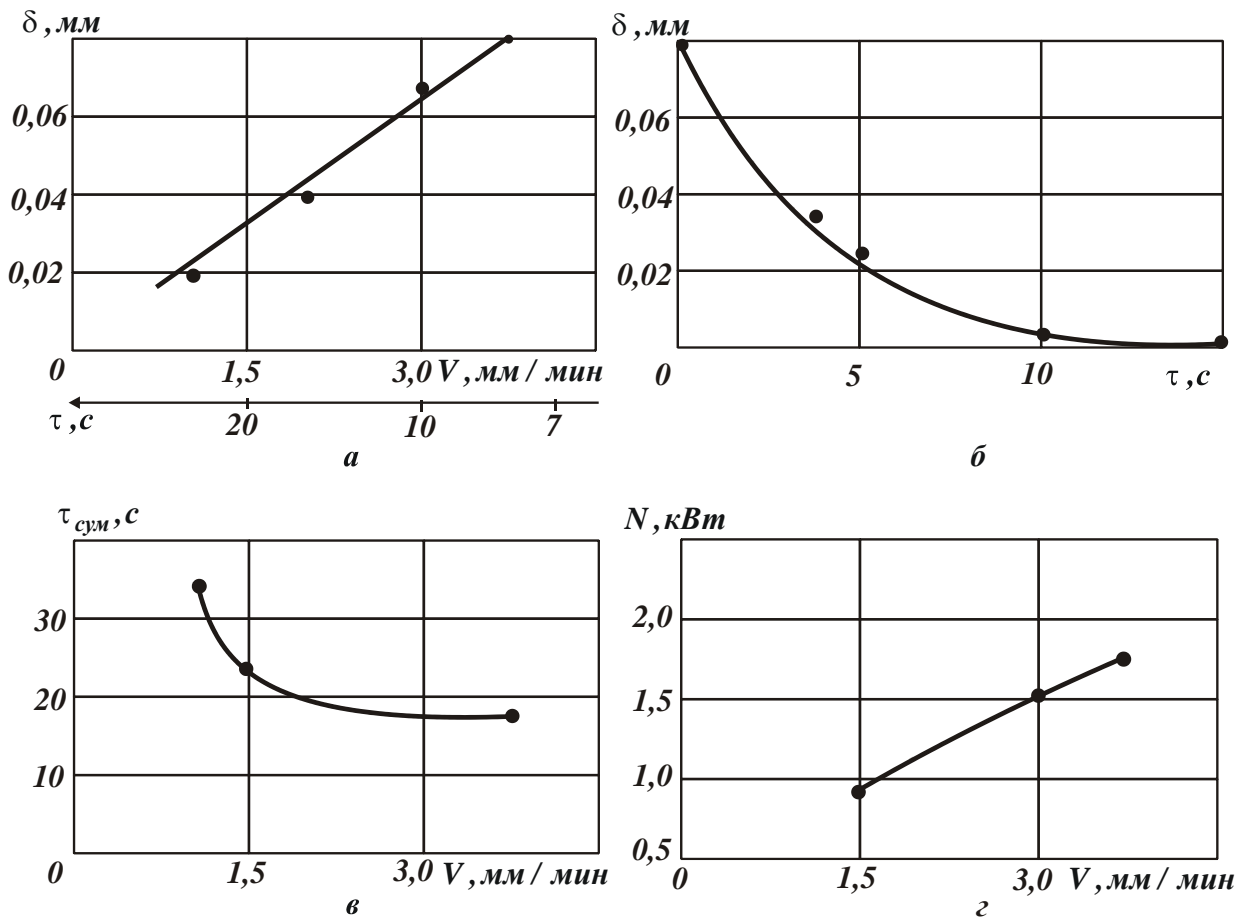 δ , мм
0,06
0,04
0,02
0
1,5
3,0 V , мм / мин
τ , с
20
10
7
а
δ , мм
0,06
0,04
0,02
0
5
10
τ , с
б
τ сум , с
30
20
10
0
1,5
3,0 V , мм / мин
в
N , кВт
2,0
1,5
1,0
0,5
0
1,5
3,0 V , мм / мин
г